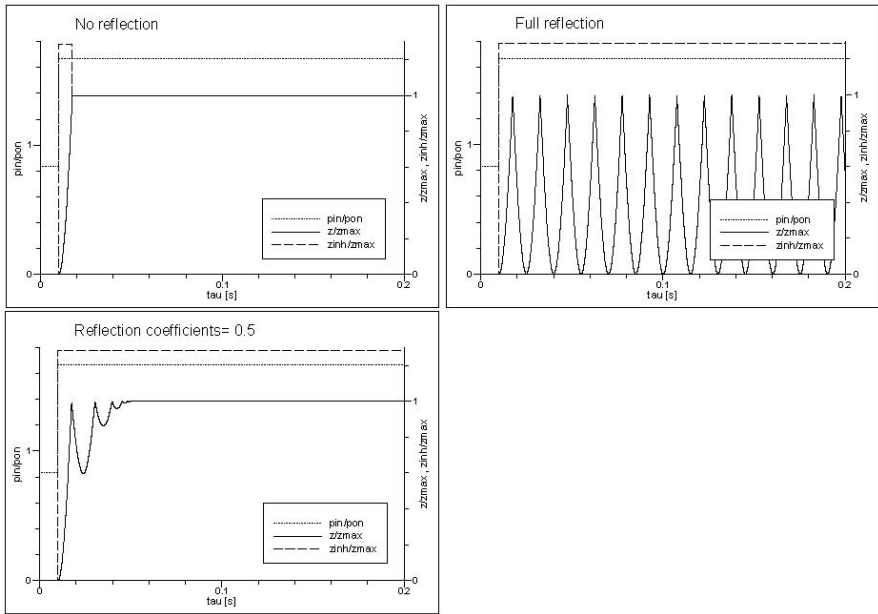 No reflection
pin/pon
1
0
z/zmax , zinh/zmax
1
0
pin/pon
z/zmax
zinh/zmax
0
0.1
0.2
tau [s]
Full reflection
pin/pon
1
0
z/zmax , zinh/zmax
1
0
pin/pon
z/zmax
zinh/zmax
0
0.1
0.2
tau [s]
Reflection coefficients= 0.5
pin/pon
1
0
z/zmax , zinh/zmax
1
0
pin/pon
z/zmax
zinh/zmax
0
0.1
0.2
tau [s]